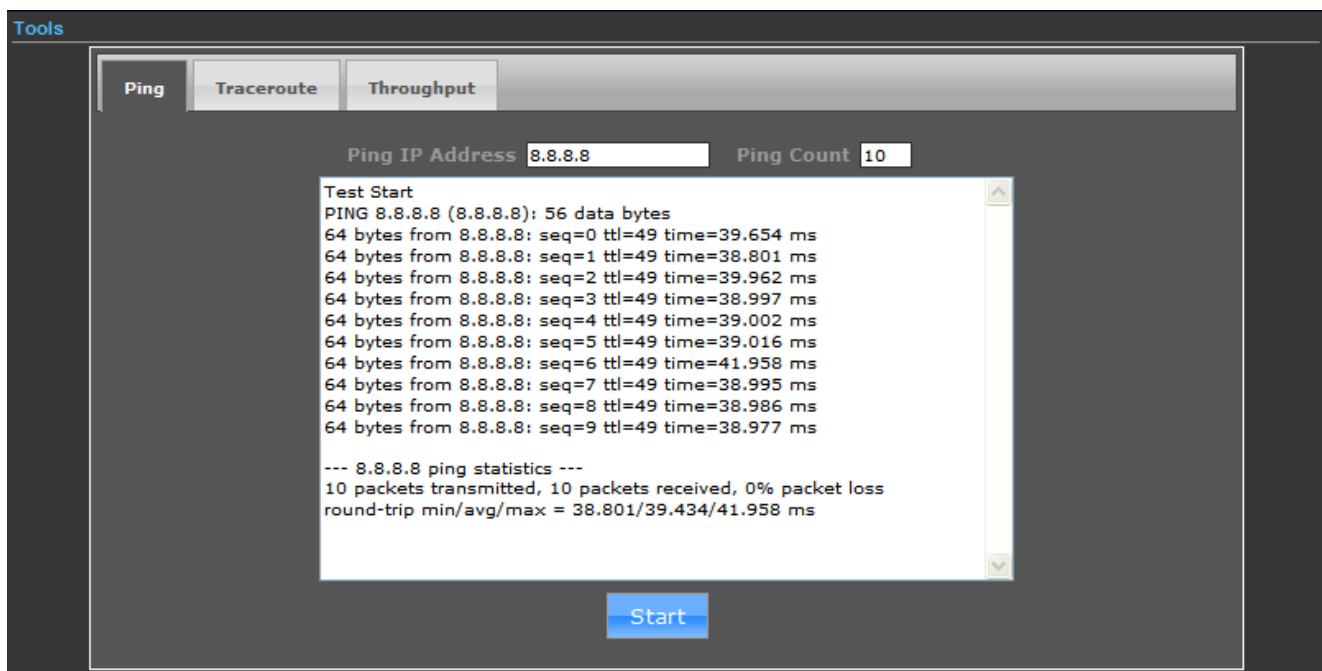 Tools
Ping Traceroute Throughput
Ping IP Address 8.8.8.8 Ping Count 10
Test Start
PING 8.8.8.8 (8.8.8.8): 56 data bytes
64 bytes from 8.8.8.8: seq=0 ttl=49 time=39.654 ms
64 bytes from 8.8.8.8: seq=1 ttl=49 time=38.801 ms
64 bytes from 8.8.8.8: seq=2 ttl=49 time=39.962 ms
64 bytes from 8.8.8.8: seq=3 ttl=49 time=38.997 ms
64 bytes from 8.8.8.8: seq=4 ttl=49 time=39.002 ms
64 bytes from 8.8.8.8: seq=5 ttl=49 time=39.016 ms
64 bytes from 8.8.8.8: seq=6 ttl=49 time=41.958 ms
64 bytes from 8.8.8.8: seq=7 ttl=49 time=38.995 ms
64 bytes from 8.8.8.8: seq=8 ttl=49 time=38.986 ms
64 bytes from 8.8.8.8: seq=9 ttl=49 time=38.977 ms
--- 8.8.8.8 ping statistics ---
10 packets transmitted, 10 packets received, 0% packet loss
round-trip min/avg/max = 38.801/39.434/41.958 ms
Start